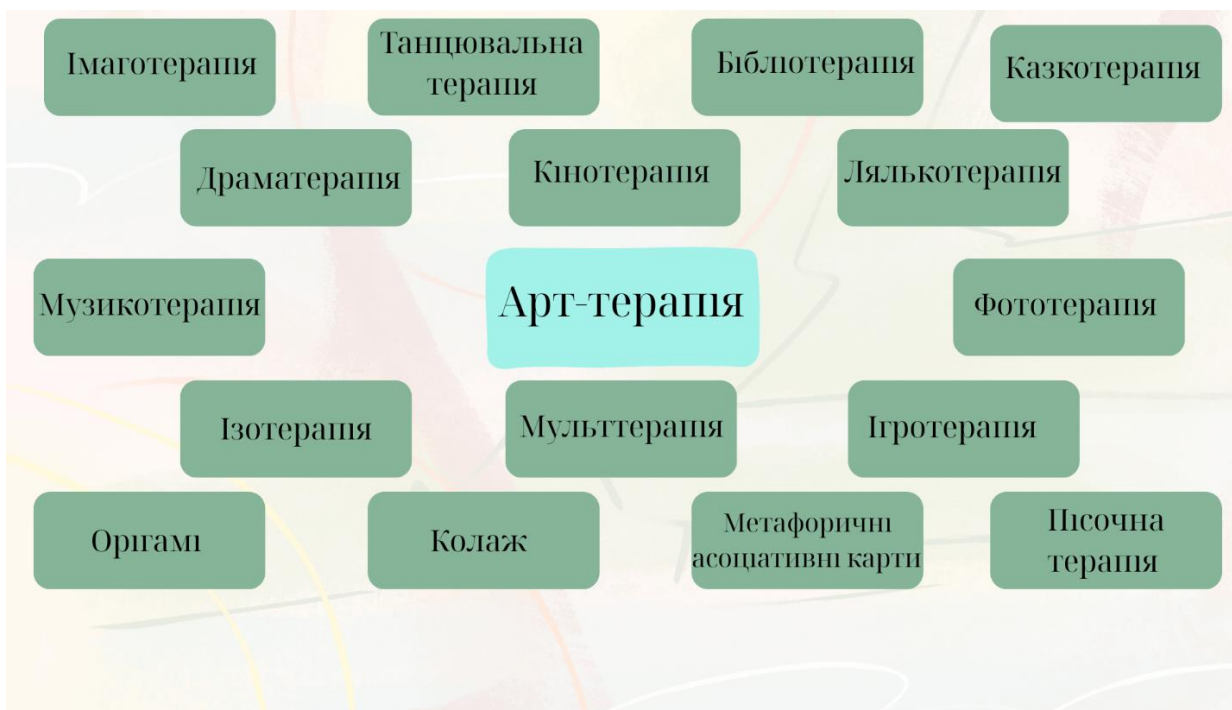 Імаготерапія
Танцювальна
терапія
Бібліотерапія
Казкотерапія
Драматерапія
Кінотерапія
Лялькотерапія
Музикотерапія
Арт-терапія
Фототерапія
Ізотерапія
Мульттерапія
Ігротерапія
Орігамі
Колаж
Метафоричні
асоціативні карти
Пісочна
терапія